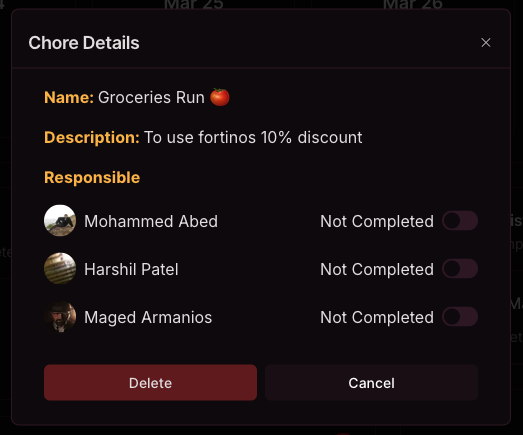 Mar 25
Mar 26
Chore Details
Name: Groceries Run 🍅
Description: To use fortinos 10% discount
Responsible
Mohammed Abed
Not Completed
Harshil Patel
Not Completed
Maged Armanios
Not Completed
Delete
Cancel